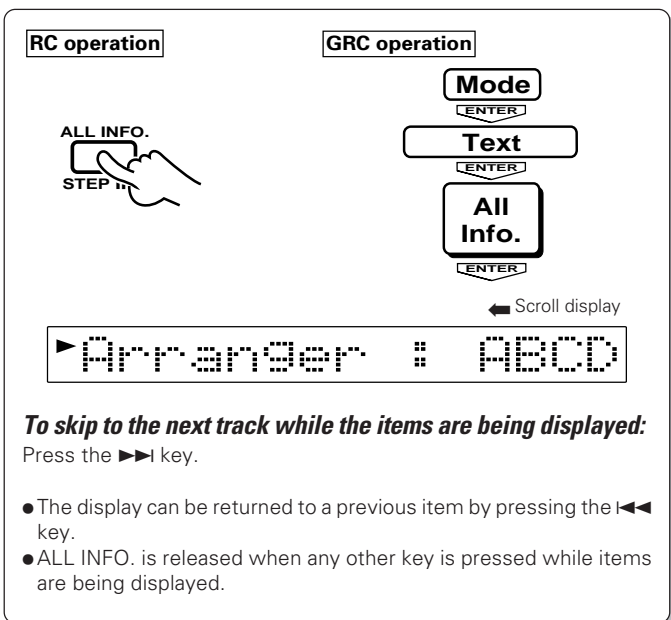 RC operation
GRC operation
ALL INFO.
STEP
Mode
ENTER
Text
ENTER
All
Info.
ENTER
Scroll display
Arranger : ABCD
To skip to the next track while the items are being displayed:
Press the ►►I key.
● The display can be returned to a previous item by pressing the I◄◄
key.
● ALL INFO. is released when any other key is pressed while items
are being displayed.